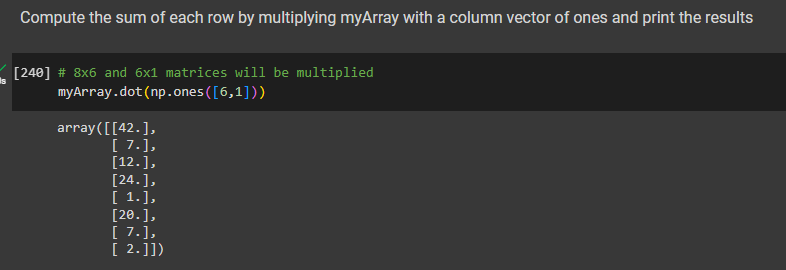 Compute the sum of each row by multiplying myArray with a column vector of ones and print the results
[240] # 8x6 and 6x1 matrices will be multiplied
myArray.dot(np.ones([6,1]))
array([[42.],
[ 7.],
[12.],
[24.],
[ 1.],
[20.],
[ 7.],
[ 2.]])